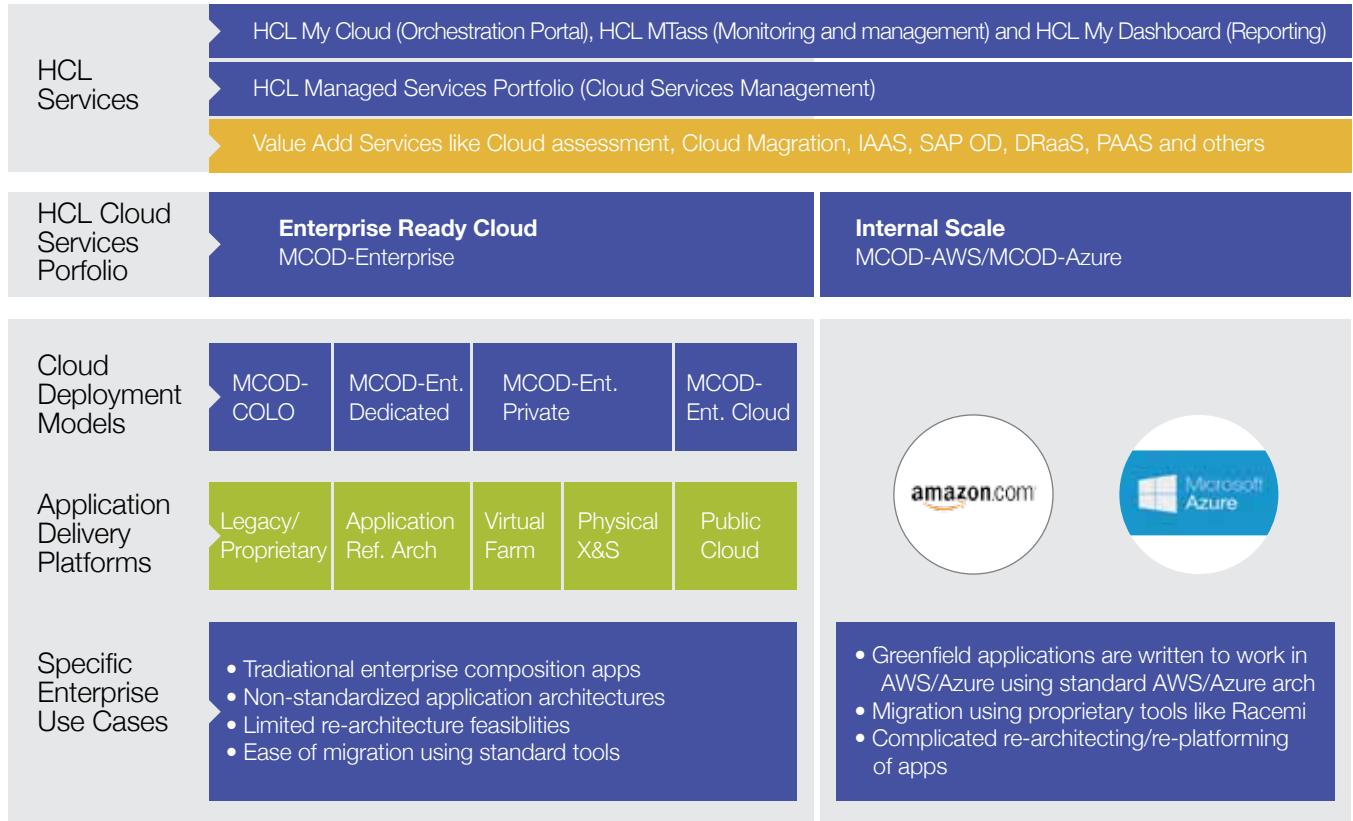 HCL
Services
HCL My Cloud (Orchestration Portal), HCL MTass (Monitoring and management) and HCL My Dashboard (Reporting)
HCL Managed Services Portfolio (Cloud Services Management)
Value Add Services like Cloud assessment, Cloud Magration, IAAS, SAP OD, DRaaS, PAAS and others
HCL Cloud
Services
Porfolio
Enterprise Ready Cloud
MCOD-Enterprise
Internal Scale
MCOD-AWS/MCOD-Azure
Cloud
Deployment
Models
MCOD-
COLO
MCOD-Ent.
Dedicated
MCOD-Ent.
Private
MCOD-
Ent. Cloud
Application
Delivery
Platforms
Legacy/
Proprietary
Application
Ref. Arch
Virtual
Farm
Physical
X&S
Public
Cloud
amazon.com
Microsoft
Azure
Specific
Enterprise
Use Cases
• Tradiational enterprise composition apps
• Non-standardized application architectures
• Limited re-architecture feasiblities
• Ease of migration using standard tools
• Greenfield applications are written to work in
AWS/Azure using standard AWS/Azure arch
• Migration using proprietary tools like Racemi
• Complicated re-architecting/re-platforming
of apps